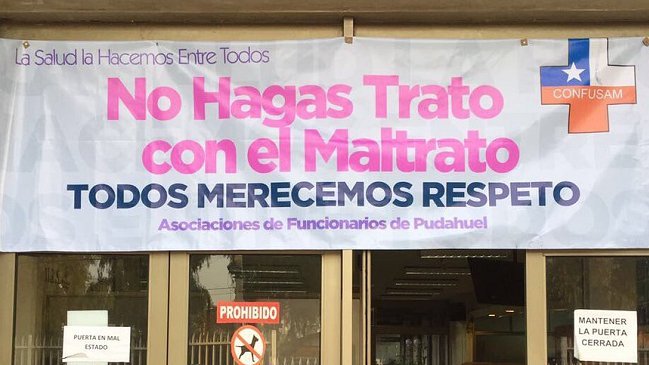 La Salud la Hacemos Entre Todos
No Hagas Trato
con el Maltrato
TODOS MERECEMOS RESPETO
Asociaciones de Funcionarios de Pudahuel
CONFUSAM
PROHIBIDO
PUERTA EN MAL
ESTADO
MANTENER
LA PUERTA
CERRADA